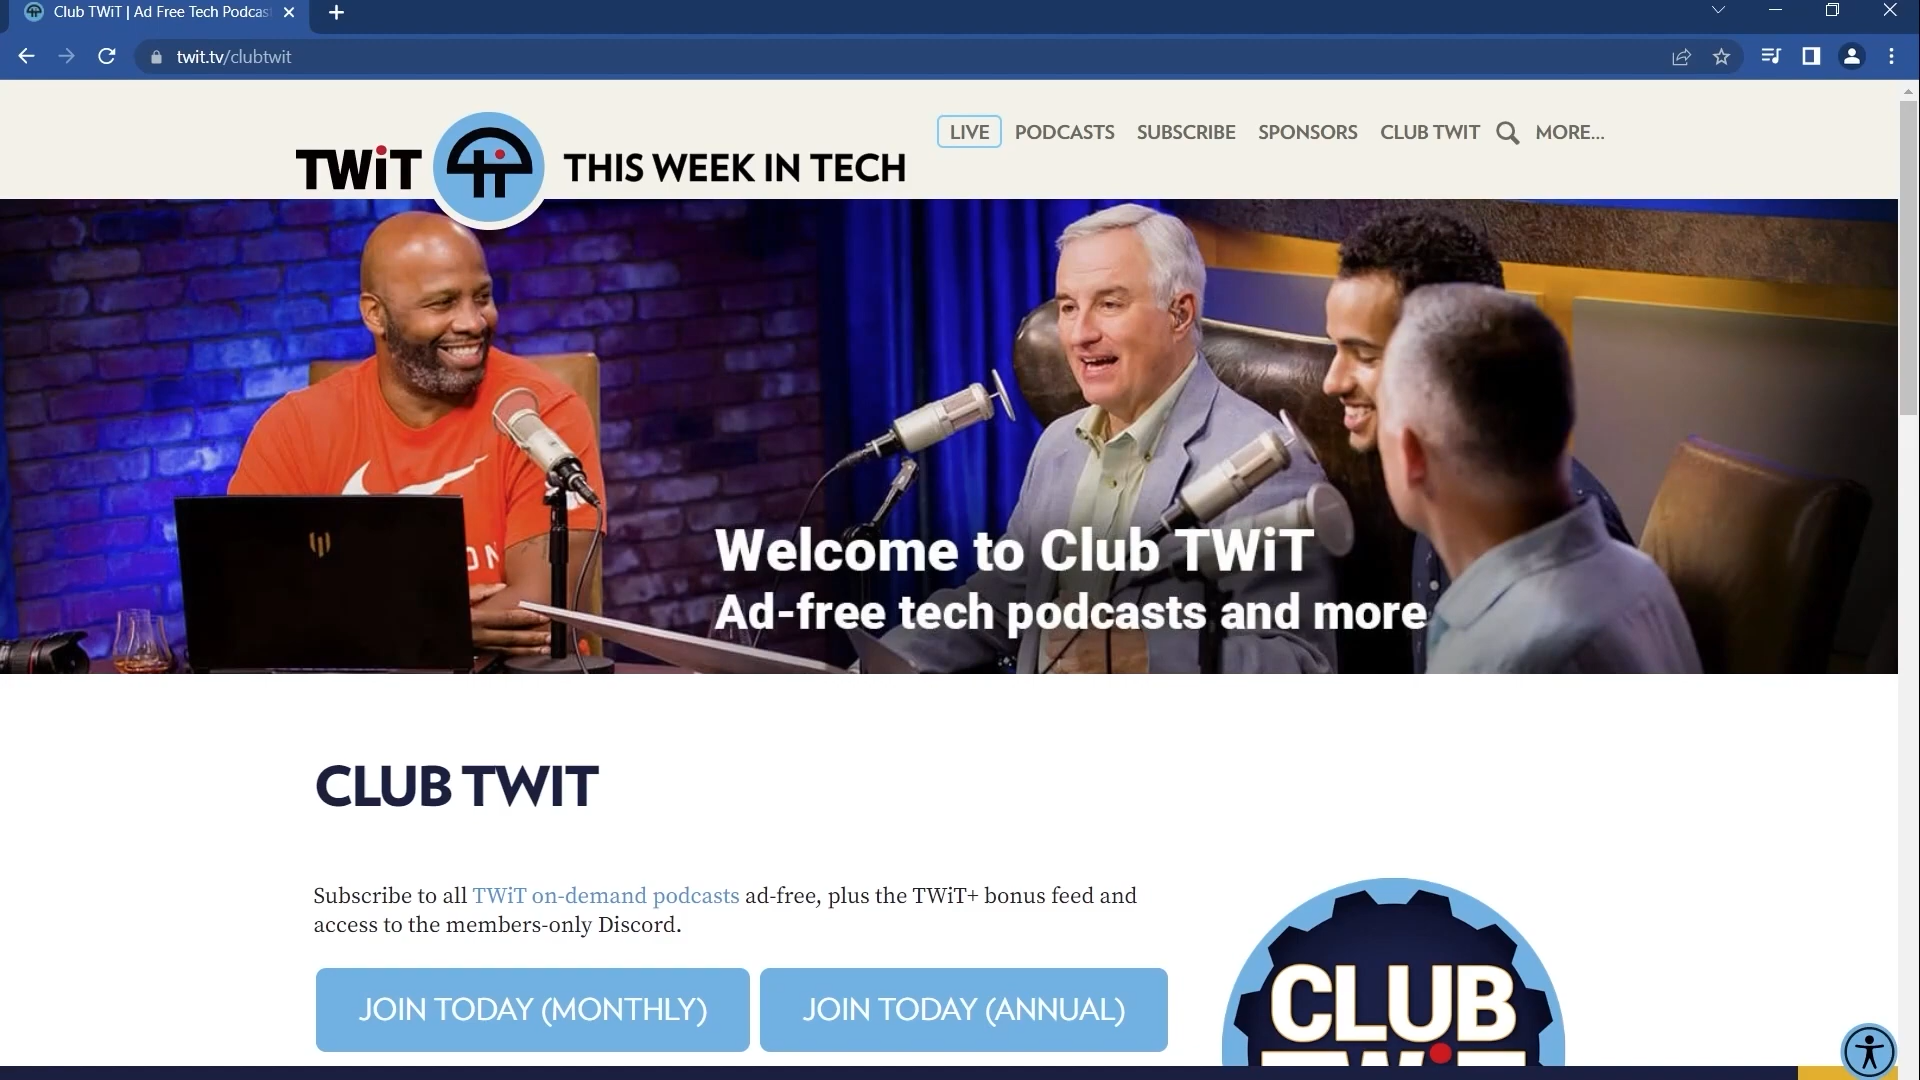 Club TWiT | Ad Free Tech Podcas
twit.tv/clubtwit
TWiT
THIS WEEK IN TECH
LIVE PODCASTS SUBSCRIBE SPONSORS CLUB TWIT MORE...
Welcome to Club TWiT
Ad-free tech podcasts and more
CLUB TWIT
Subscribe to all TWiT on-demand podcasts ad-free, plus the TWiT+ bonus feed and
access to the members-only Discord.
JOIN TODAY (MONTHLY) JOIN TODAY (ANNUAL)
CLUB
TWiT